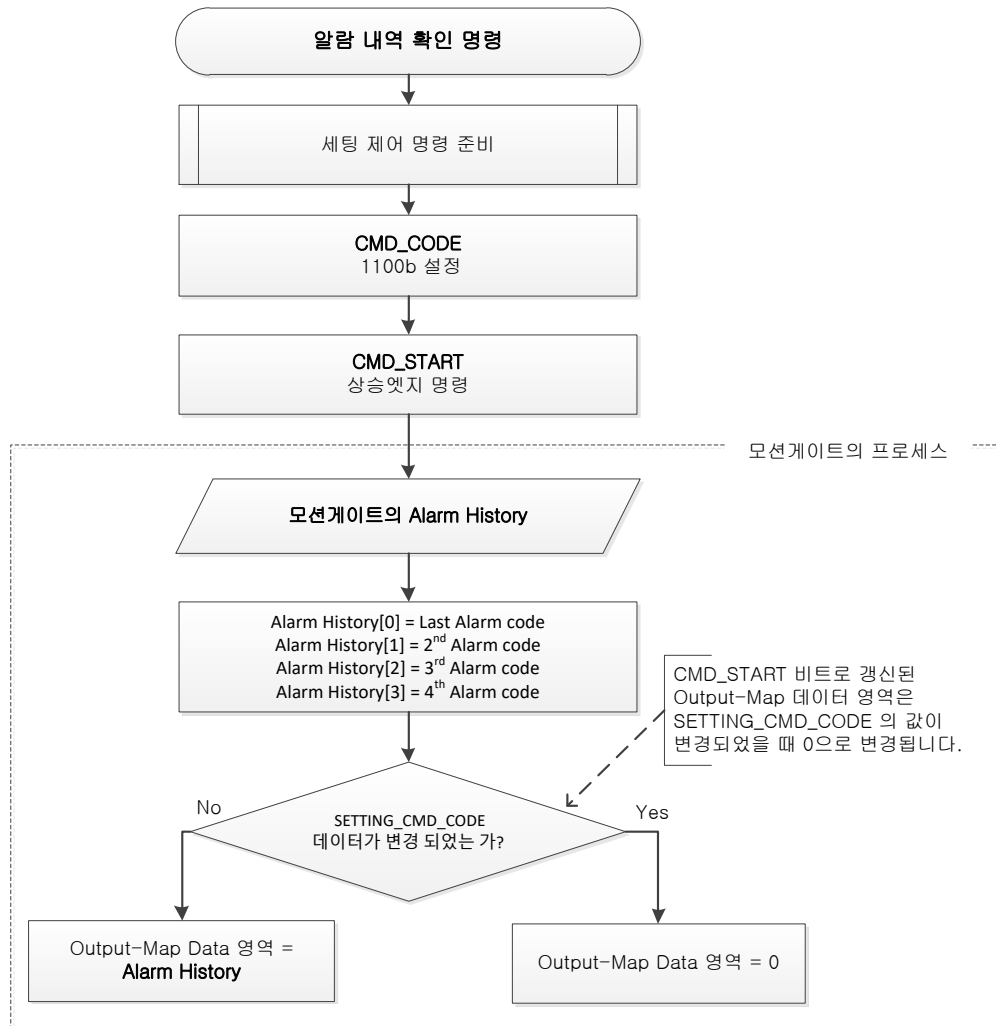 알람 내역 확인 명령
세팅 제어 명령 준비
CMD_CODE
1100b 설정
CMD_START
상승엣지 명령
모션게이트의 프로세스
모션게이트의 Alarm History
Alarm History[0] = Last Alarm code
Alarm History[1] = 2nd Alarm code
Alarm History[2] = 3rd Alarm code
Alarm History[3] = 4th Alarm code
CMD_START 비트로 갱신된
Output-Map 데이터 영역은
SETTING_CMD_CODE 의 값이
변경되었을 때 0으로 변경됩니다.
No
Yes
SETTING_CMD_CODE
데이터가 변경 되었는 가?
Output-Map Data 영역 =
Alarm History
Output-Map Data 영역 = 0